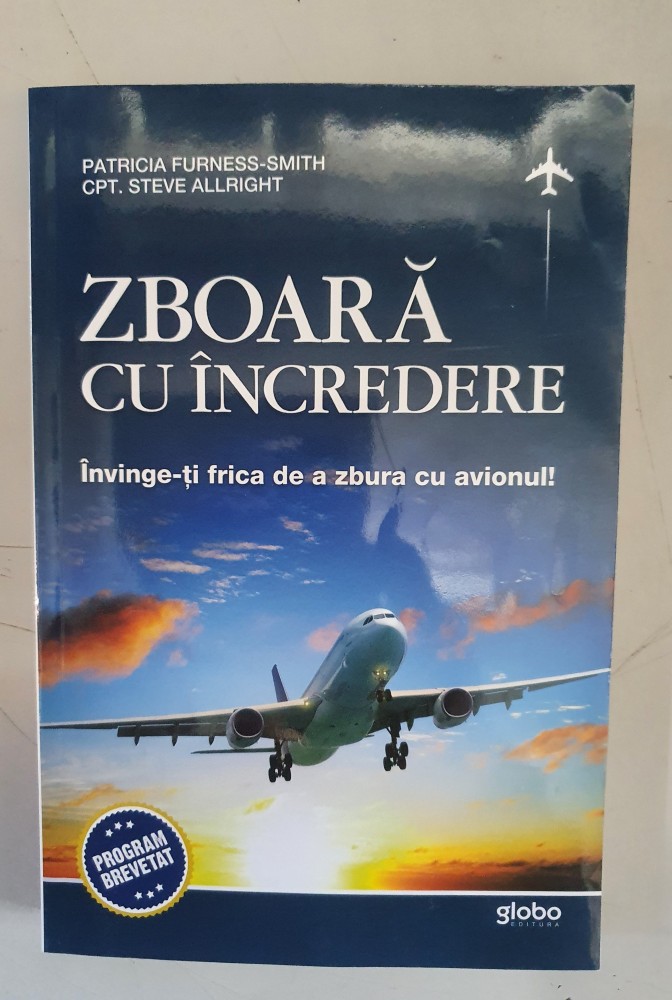 PATRICIA FURNESS-SMITH
CPT. STEVE ALLRIGHT
ZBOARĂ
CU ÎNCREDERE
Învinge-ți frica de a zbura cu avionul!
PROGRAM
BREVETAT
globo
EDITURA